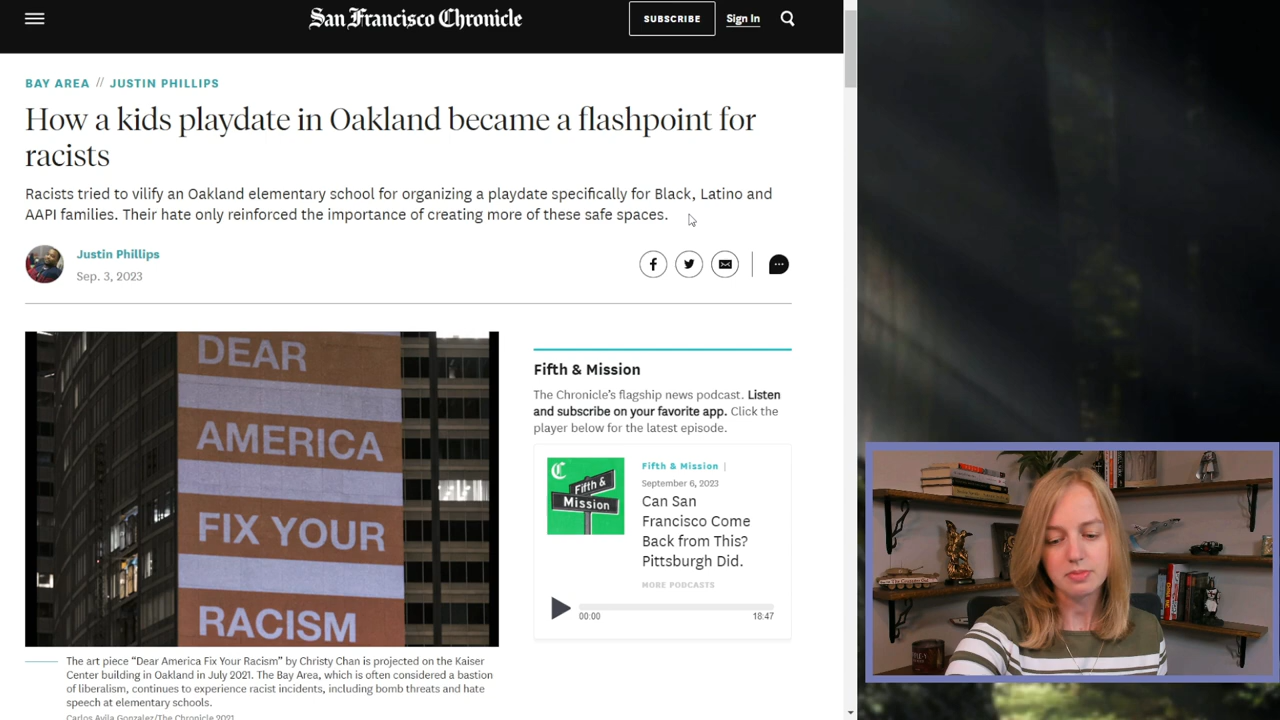 San Francisco Chronicle
SUBSCRIBE
Sign In
BAY AREA // JUSTIN PHILLIPS
How a kids playdate in Oakland became a flashpoint for
racists
Racists tried to vilify an Oakland elementary school for organizing a playdate specifically for Black, Latino and
AAPI families. Their hate only reinforced the importance of creating more of these safe spaces.
Justin Phillips
Sep. 3, 2023
DEAR
AMERICA
FIX YOUR
RACISM
The art piece “Dear America Fix Your Racism” by Christy Chan is projected on the Kaiser
Center building in Oakland in July 2021. The Bay Area, which is often considered a bastion
of liberalism, continues to experience racist incidents, including bomb threats and hate
speech at elementary schools.
Carlos Avila Gonzalez/The Chronicle 2021
Fifth & Mission
The Chronicle's flagship news podcast. Listen
and subscribe on your favorite app. Click the
player below for the latest episode.
C
Fifth &
Mission
Fifth & Mission |
September 6, 2023
Can San
Francisco Come
Back from This?
Pittsburgh Did.
MORE PODCASTS
00:00
18:47